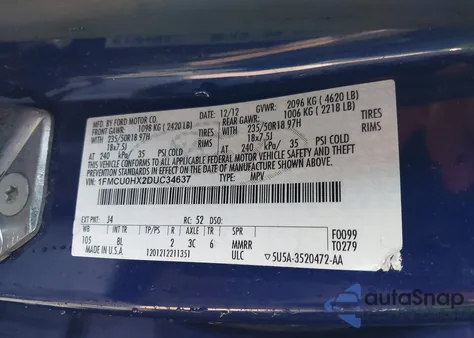 MFD. BY FORD MOTOR CO.
DATE: 12/12 GVWR: 2096 KG ( 4620 LB)
FRONT GAWR: 1098 KG ( 2420 LB) REAR GAWR: 1006 KG ( 2218 LB)
WITH 235/50R18 97H TIRES WITH 235/50R18 97H TIRES
18x7.5J RIMS 18x7.5J RIMS
AT 240 kPa/ 35 PSI COLD AT 240 kPa/ 35 PSI COLD
THIS VEHICLE CONFORMS TO ALL APPLICABLE FEDERAL MOTOR VEHICLE SAFETY AND
THEFT PREVENTION STANDARDS IN EFFECT ON THE DATE OF MANUFACTURE SHOWN ABOVE.
VIN: 1FMCU0HX2DUC34637
TYPE: MPV
EXT PNT: J4 RC: 52 DSO: F0099
WB BRK INT TR TP/PS R AXLE TR SPR T0279
105 BL 2 3C 6 MMRR
MADE IN U.S.A. 1201212211351 ULC 5U5A-3520472-AA
autoSnap